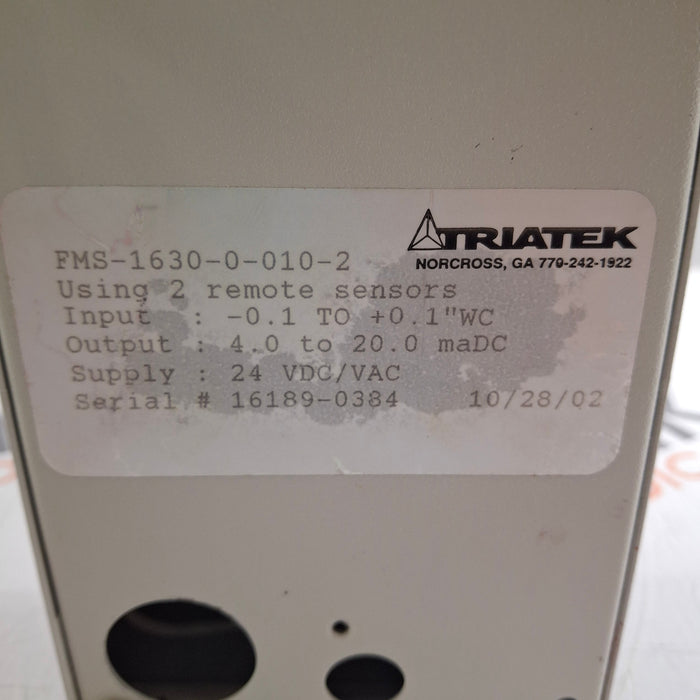 TRIATEK
NORCROSS, GA 770-242-1922
FMS-1630-0-010-2
Using 2 remote sensors
Input : -0.1 TO +0.1"WC
Output : 4.0 to 20.0 maDC
Supply : 24 VDC/VAC
Serial # 16189-0384 10/28/02